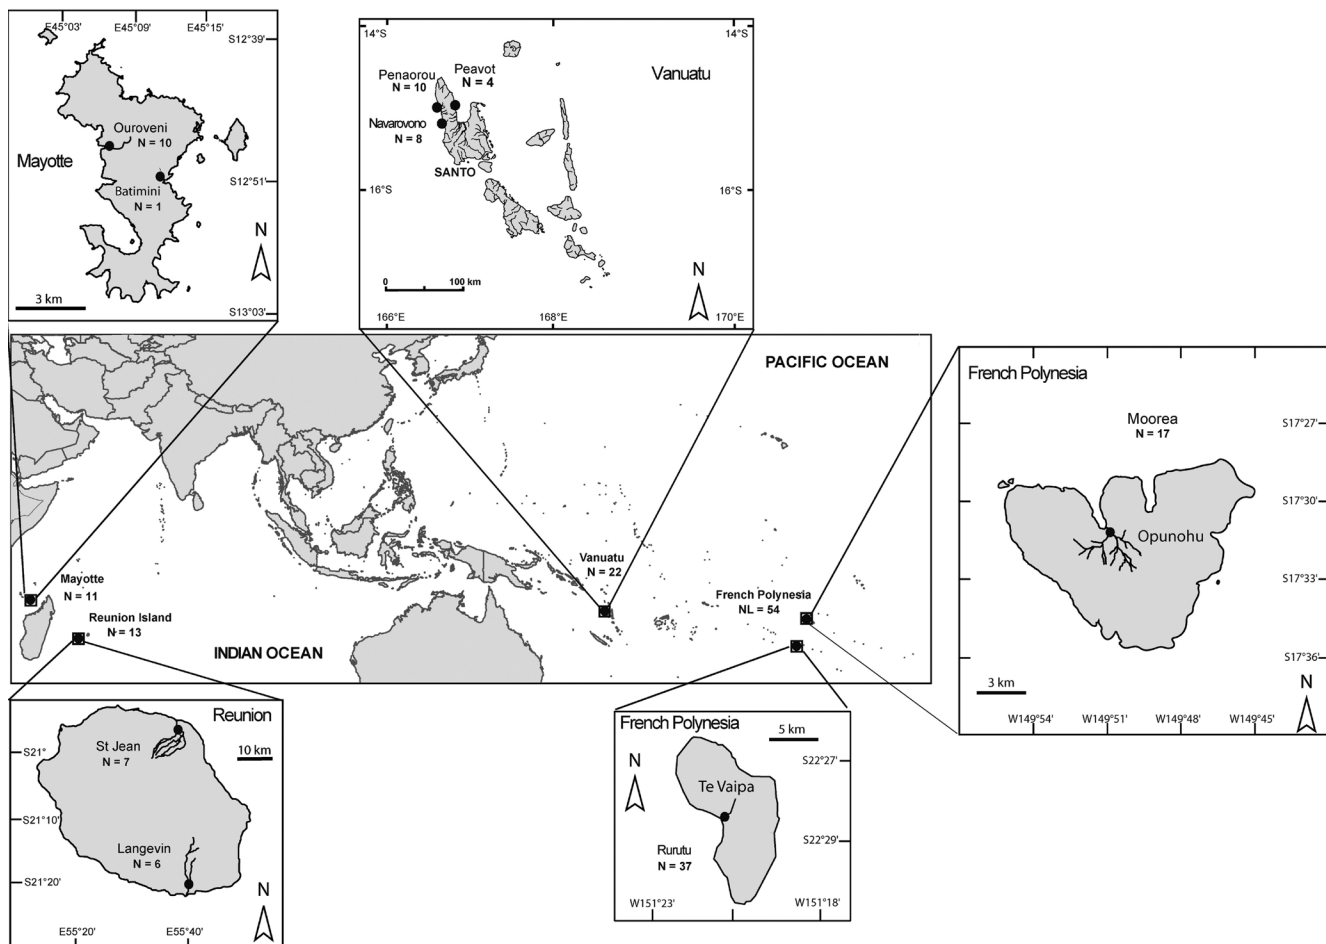 E45°03'
E45°09'
E45°15'
S12°39'
Ouroveni
N = 10
Mayotte
S12°51'
Batimini
N = 1
N
3 km
S13°03'
14°S
14°S
Vanuatu
Penaorou
N = 10
Peavot
N = 4
Navarovono
N = 8
SANTO
16°S
16°S
N
0
100 km
166°E
168°E
170°E
PACIFIC OCEAN
Mayotte
N = 11
Reunion Island
N = 13
INDIAN OCEAN
Vanuatu
N = 22
French Polynesia
NL = 54
French Polynesia
Moorea
N = 17
S17°27'
S17°30'
Opunohu
S17°33'
S17°36'
3 km
N
W149°54'
W149°51'
W149°48'
W149°45'
Reunion
St Jean
N = 7
10 km
S21°
S21°10'
Langevin
N = 6
S21°20'
N
E55°20'
E55°40'
French Polynesia
5 km
N
S22°27'
Te Vaipa
S22°29'
Rurutu
N = 37
W151°23'
W151°18'